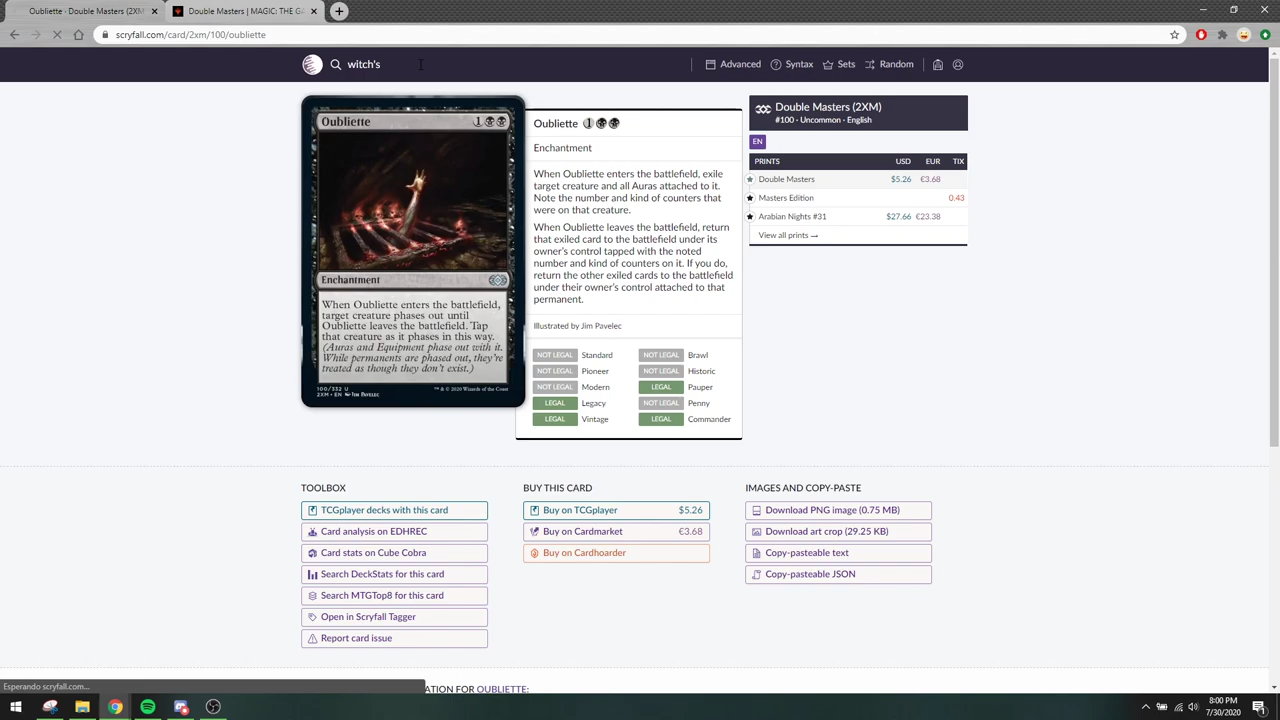 Oubliette · Double Masters (2XM
Double Masters | MAGIC: THE GA
scryfall.com/card/2xm/100/oubliette
witch's
Advanced
Syntax
Sets
Random
Oubliette 1
Enchantment
When Oubliette enters the battlefield,
target creature phases out until
Oubliette leaves the battlefield. Tap
that creature as it phases in this way.
(Auras and Equipment phase out with it.
While permanents are phased out, they're
treated as though they don't exist.)
100/332 U
2XM • EN Jim Pavelec
™ & © 2020 Wizards of the Coast
Oubliette 1
Enchantment
When Oubliette enters the battlefield, exile
target creature and all Auras attached to it.
Note the number and kind of counters that
were on that creature.
When Oubliette leaves the battlefield, return
that exiled card to the battlefield under its
owner's control tapped with the noted
number and kind of counters on it. If you do,
return the other exiled cards to the battlefield
under their owner's control attached to that
permanent.
Illustrated by Jim Pavelec
NOT LEGAL Standard NOT LEGAL Brawl
NOT LEGAL Pioneer NOT LEGAL Historic
NOT LEGAL Modern LEGAL Pauper
LEGAL Legacy NOT LEGAL Penny
LEGAL Vintage LEGAL Commander
Double Masters (2XM)
#100 · Uncommon · English
EN
PRINTS USD EUR TIX
Double Masters $5.26 €3.68
Masters Edition 0.43
Arabian Nights #31 $27.66 €23.38
View all prints →
TOOLBOX
TCGplayer decks with this card
Card analysis on EDHREC
Card stats on Cube Cobra
Search DeckStats for this card
Search MTGTop8 for this card
Open in Scryfall Tagger
Report card issue
BUY THIS CARD
Buy on TCGplayer $5.26
Buy on Cardmarket €3.68
Buy on Cardhoarder
IMAGES AND COPY-PASTE
Download PNG image (0.75 MB)
Download art crop (29.25 KB)
Copy-pasteable text
Copy-pasteable JSON
ATION FOR OUBLIETTE:
Esperando scryfall.com...
8:00 PM
7/30/2020